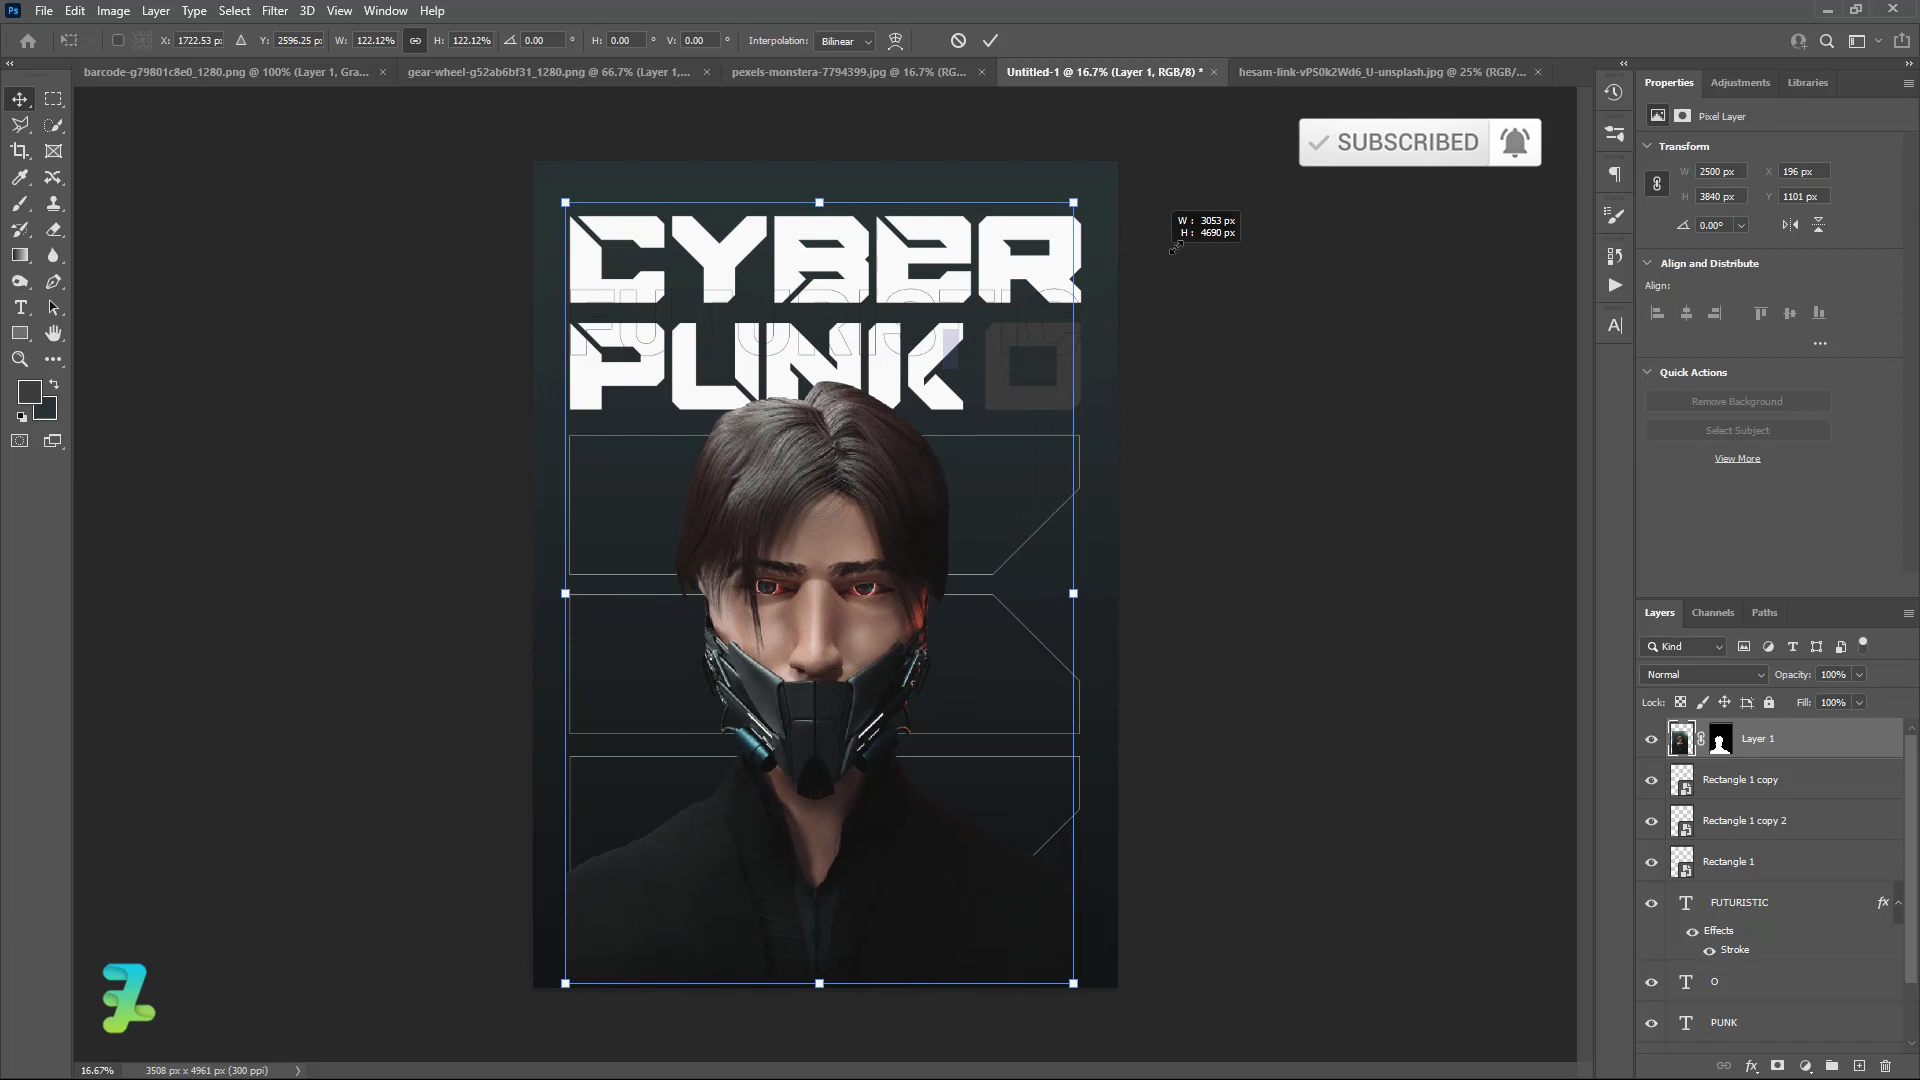 Ps File Edit Image Layer Type Select Filter 3D View Window Help
X: 1722.53 px Y: 2596.25 px W: 122.12% H: 122.12% 0.00 ° H: 0.00 ° V: 0.00 ° Interpolation: Bilinear
barcode-g79801c8e0_1280.png @ 100% (Layer 1, Gra... × gear-wheel-g52ab6bf31_1280.png @ 66.7% (Layer 1,... × pexels-monstera-7794399.jpg @ 16.7% (RG... × Untitled-1 @ 16.7% (Layer 1, RGB/8) * × hesam-link-vPS0k2Wd6_U-unsplash.jpg @ 25% (RGB/... ×
SUBSCRIBED
W : 3053 px
H : 4690 px
CYBER
FUTURISTIC
PUNK O
Properties Adjustments Libraries
Pixel Layer
Transform
W 2500 px X 196 px
H 3840 px Y 1101 px
0.00°
Align and Distribute
Align:
Quick Actions
Remove Background
Select Subject
View More
Layers Channels Paths
Kind
Normal Opacity: 100%
Lock: Fill: 100%
Layer 1
Rectangle 1 copy
Rectangle 1 copy 2
Rectangle 1
T FUTURISTIC fx
Effects
Stroke
T O
T PUNK
16.67% 3508 px x 4961 px (300 ppi)